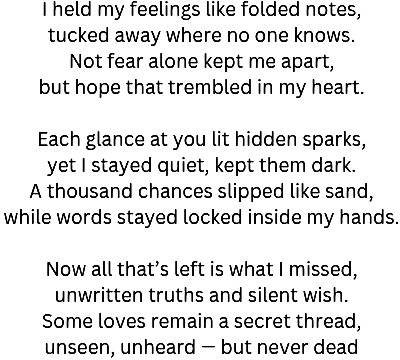 I held my feelings like folded notes,
tucked away where no one knows.
Not fear alone kept me apart,
but hope that trembled in my heart.

Each glance at you lit hidden sparks,
yet I stayed quiet, kept them dark.
A thousand chances slipped like sand,
while words stayed locked inside my hands.

Now all that’s left is what I missed,
unwritten truths and silent wish.
Some loves remain a secret thread,
unseen, unheard — but never dead